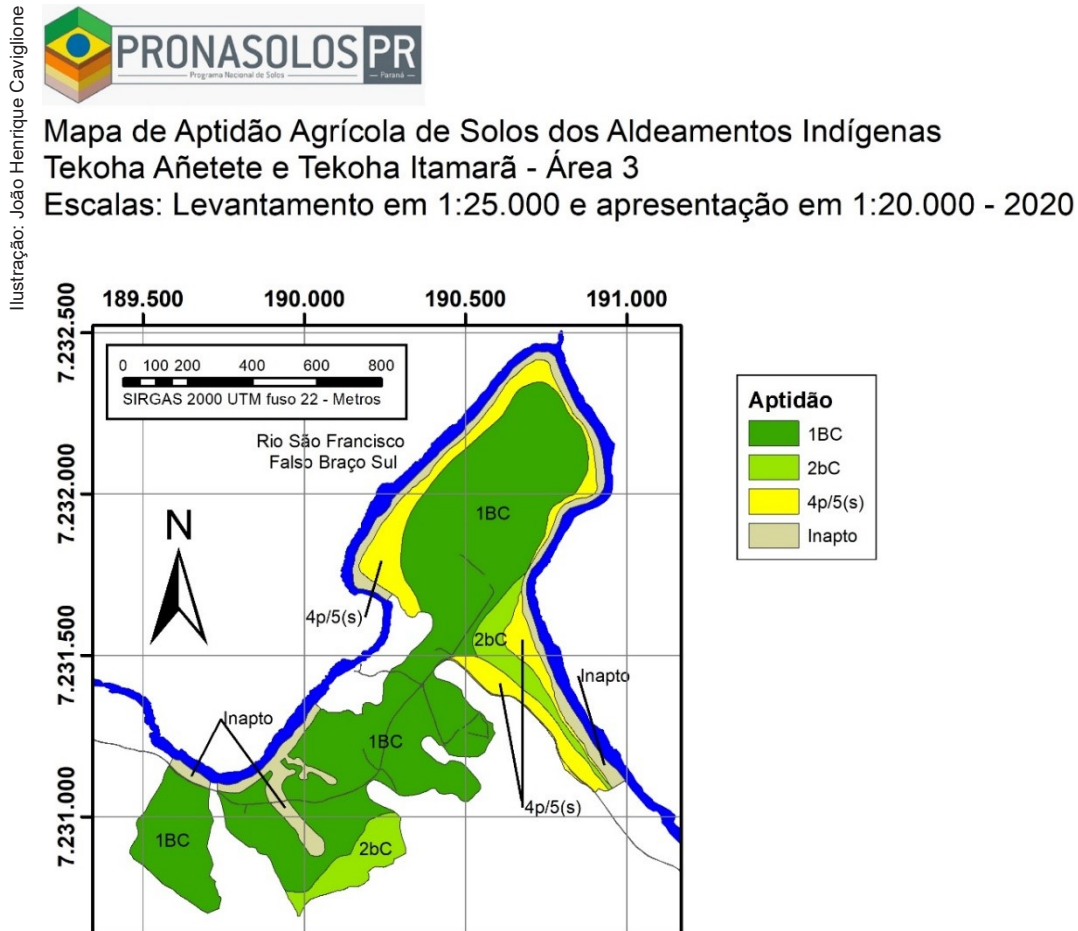 Ilustração: João Henrique Caviglione
PRONASOLOS PR
Programa Nacional de Solos
Paraná
Mapa de Aptidão Agrícola de Solos dos Aldeamentos Indígenas
Tekoha Añetete e Tekoha Itamarã - Área 3
Escalas: Levantamento em 1:25.000 e apresentação em 1:20.000 - 2020
189.500 190.000 190.500 191.000
7.232.500
7.232.000
7.231.500
7.231.000
0 100 200 400 600 800
SIRGAS 2000 UTM fuso 22 - Metros
Rio São Francisco
Falso Braço Sul
N
1BC
4p/5(s)
2bC
Inapto
Inapto
1BC
4p/5(s)
1BC
2bC
Aptidão
1BC
2bC
4p/5(s)
Inapto